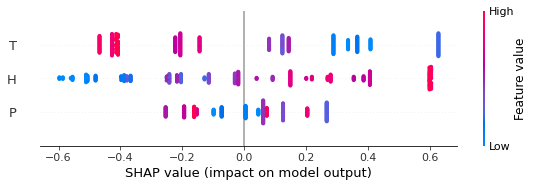 High
T
H
P
Feature value
Low
−0.6 −0.4 −0.2 0.0 0.2 0.4 0.6
SHAP value (impact on model output)